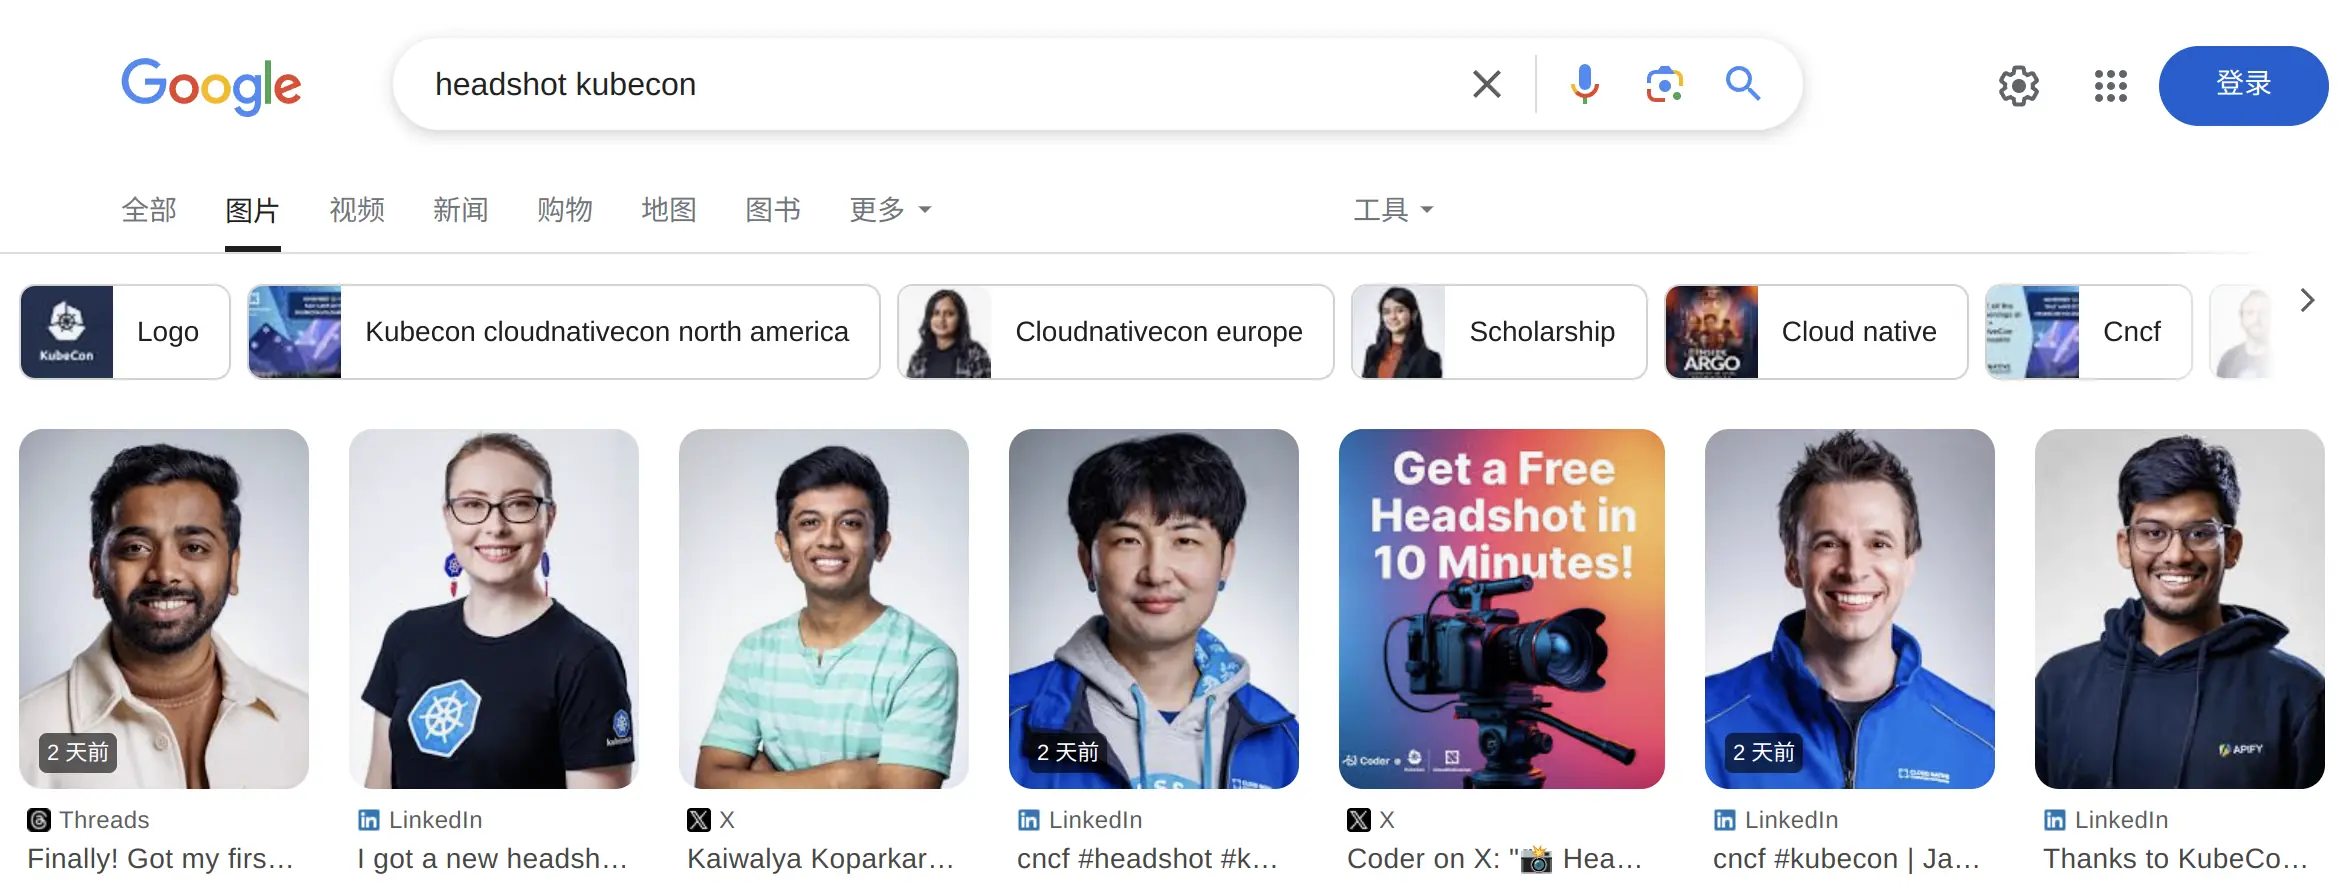 Google
headshot kubecon
登录
全部 图片 视频 新闻 购物 地图 图书 更多 工具
KubeCon
Logo
Kubecon cloudnativecon north america
Cloudnativecon europe
Scholarship
ARGO
Cloud native
Cncf
Get a Free
Headshot in
10 Minutes!
Coder
APIFY
CLOUD NATIVE
2 天前
2 天前
2 天前
Threads
Finally! Got my firs...
LinkedIn
I got a new headsh...
X
Kaiwalya Koparkar...
LinkedIn
cncf #headshot #k...
X
Coder on X: "📸 Hea...
LinkedIn
cncf #kubecon | Ja...
LinkedIn
Thanks to KubeCo...